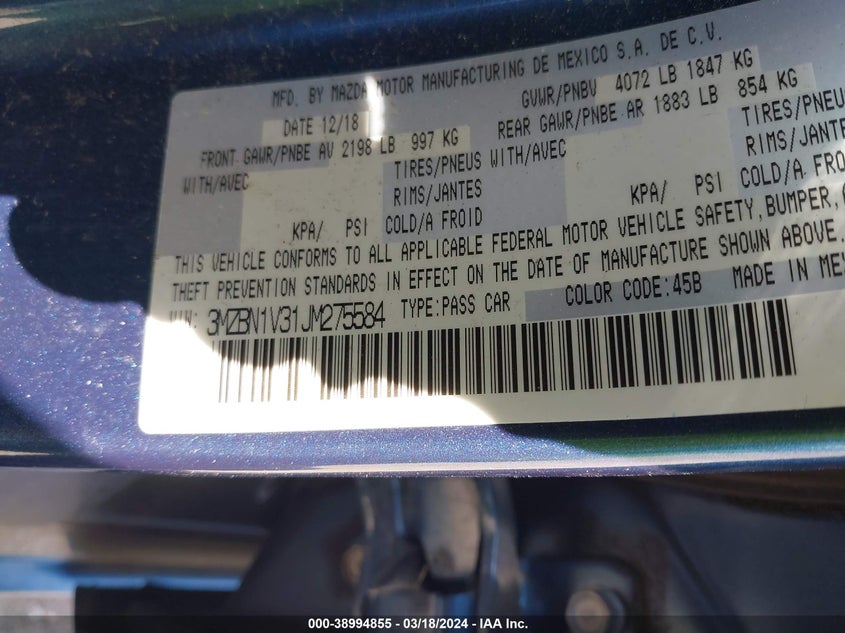 MFD. BY MAZDA MOTOR MANUFACTURING DE MEXICO S.A. DE C.V.
DATE 12/18 GVWR/PNBV 4072 LB 1847 KG
FRONT GAWR/PNBE AV 2198 LB 997 KG REAR GAWR/PNBE AR 1883 LB 854 KG
WITH/AVEC TIRES/PNEUS WITH/AVEC TIRES/PNEU
RIMS/JANTES RIMS/JANTES
KPA/ PSI COLD/A FROID KPA/ PSI COLD/A FRO
THIS VEHICLE CONFORMS TO ALL APPLICABLE FEDERAL MOTOR VEHICLE SAFETY, BUMPER,
THEFT PREVENTION STANDARDS IN EFFECT ON THE DATE OF MANUFACTURE SHOWN ABOVE.
VIN: 3MZBN1V31JM275584 TYPE:PASS CAR COLOR CODE:45B MADE IN MEX
000-38994855 - 03/18/2024 - IAA Inc.